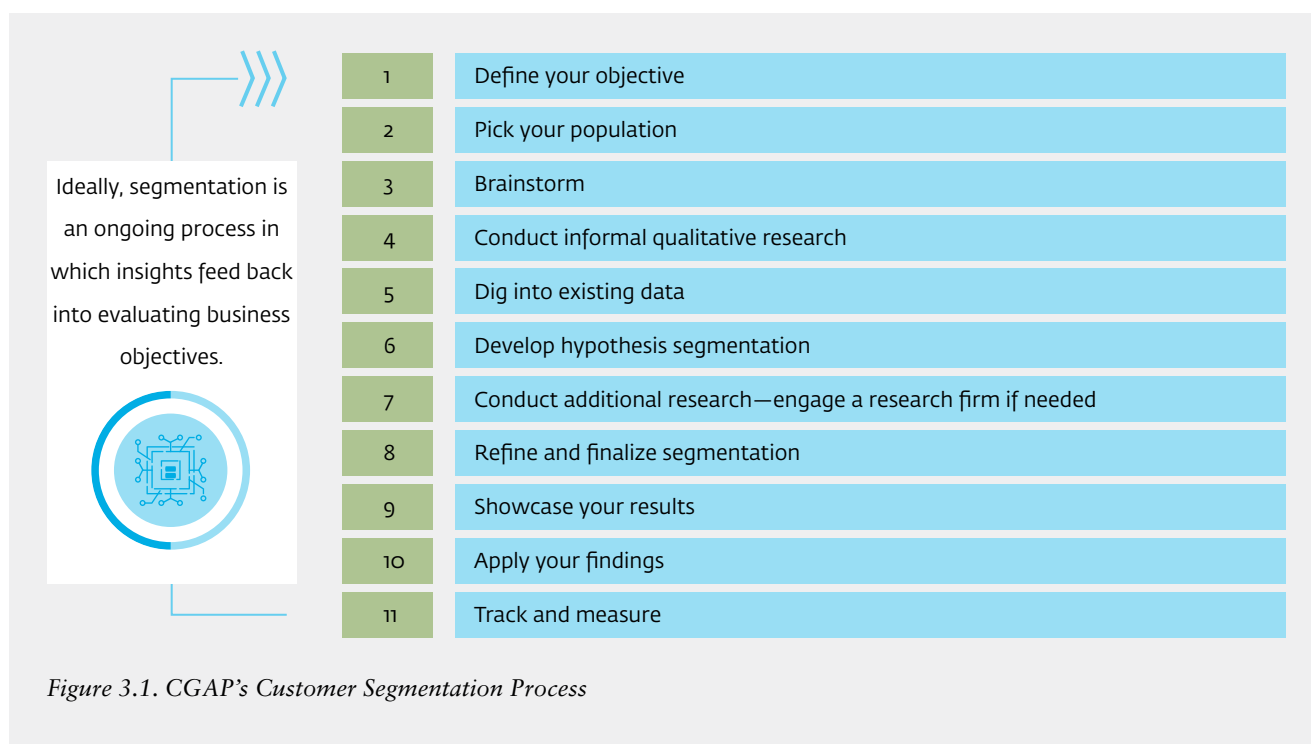 1
Define your objective
2
Pick your population
3
Brainstorm
4
Conduct informal qualitative research
5
Dig into existing data
6
Develop hypothesis segmentation
7
Conduct additional research—engage a research firm if needed
8
Refine and finalize segmentation
9
Showcase your results
10
Apply your findings
11
Track and measure
Ideally, segmentation is
an ongoing process in
which insights feed back
into evaluating business
objectives.
Figure 3.1. CGAP's Customer Segmentation Process